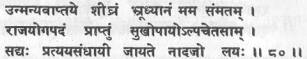 उन्मन्यवाप्तये शीघ्रं भ्रूध्यानं मम संमतम् ।
राजयोगपदं प्राप्तुं सुखोपायोऽल्पचेतसाम् ।
सद्यः प्रत्ययसंधायी जायते नादजो लयः ॥ ८० ॥